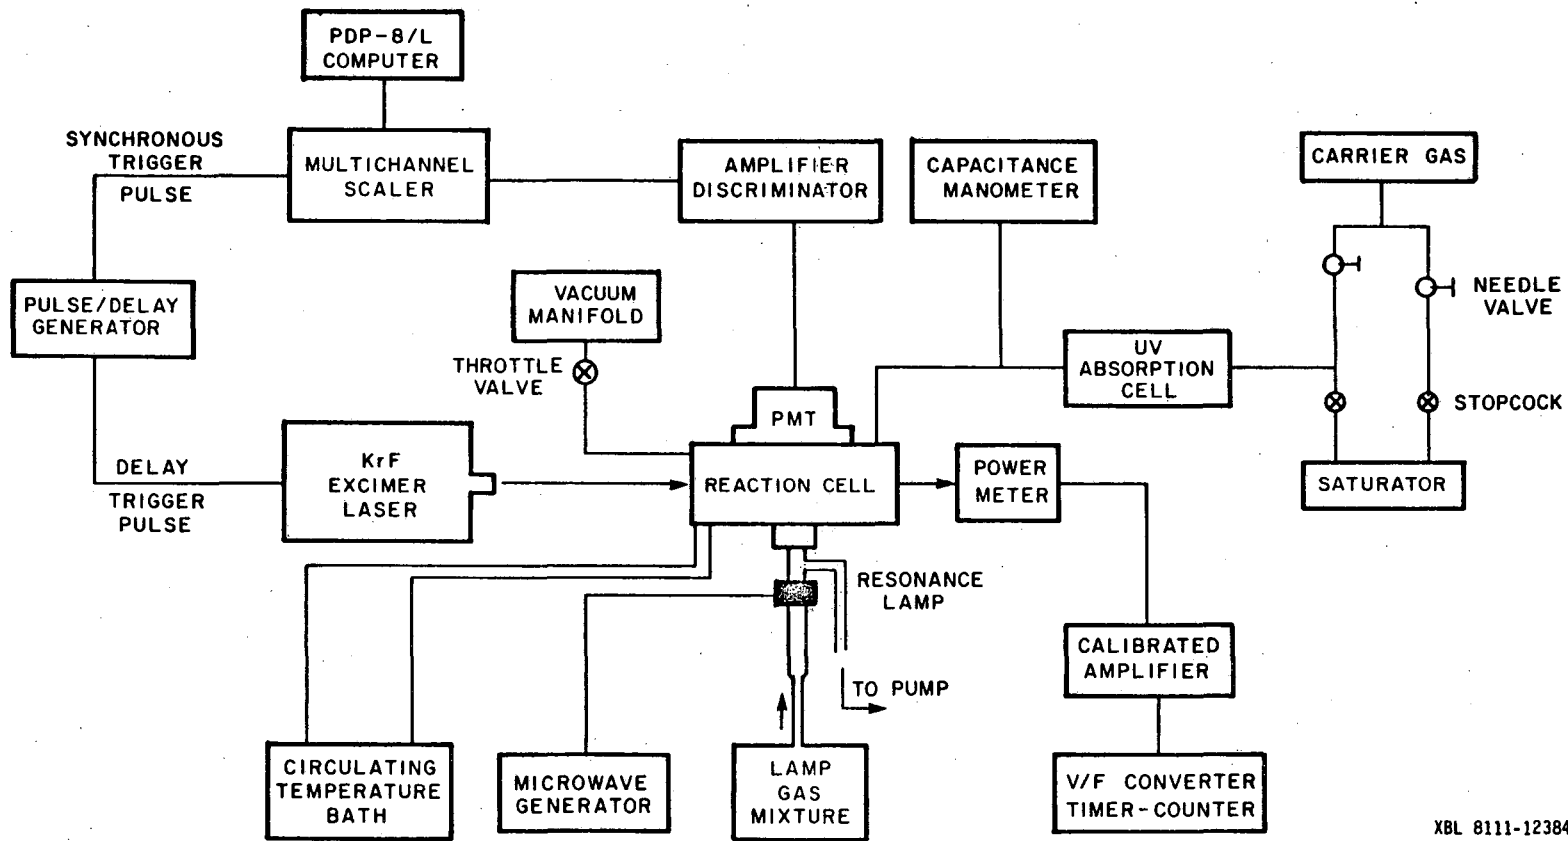 PDP-8/L
COMPUTER
SYNCHRONOUS
TRIGGER
PULSE
MULTICHANNEL
SCALER
AMPLIFIER
DISCRIMINATOR
CAPACITANCE
MANOMETER
CARRIER GAS
PULSE/DELAY
GENERATOR
VACUUM
MANIFOLD
NEEDLE
VALVE
THROTTLE
VALVE
UV
ABSORPTION
CELL
STOPCOCK
PMT
DELAY
TRIGGER
PULSE
KrF
EXCIMER
LASER
REACTION CELL
POWER
METER
SATURATOR
RESONANCE
LAMP
CALIBRATED
AMPLIFIER
TO PUMP
CIRCULATING
TEMPERATURE
BATH
MICROWAVE
GENERATOR
LAMP
GAS
MIXTURE
V/F CONVERTER
TIMER-COUNTER
XBL 8111-12384